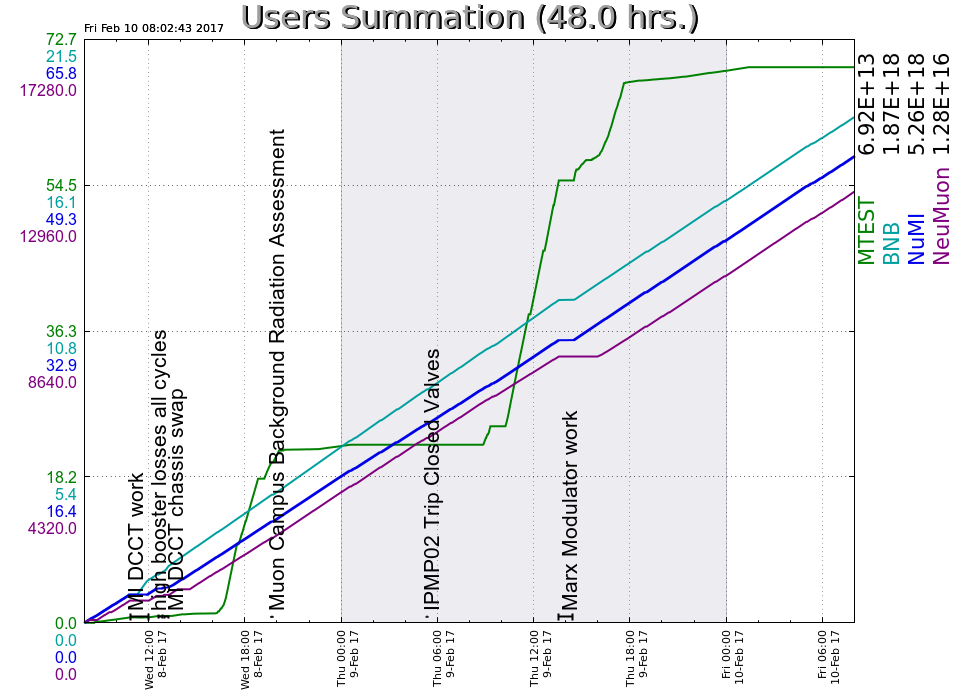 Users Summation (48.0 hrs.)
Fri Feb 10 08:02:43 2017
72.7
21.5
65.8
17280.0
54.5
16.1
49.3
12960.0
36.3
10.8
32.9
8640.0
18.2
5.4
16.4
4320.0
0.0
0.0
0.0
0.0
MI DCCT work
high booster losses all cycles
MI DCCT chassis swap
Muon Campus Background Radiation Assessment
IPMP02 Trip Closed Valves
Marx Modulator work
MTEST 6.92E+13
BNB 1.87E+18
NuMI 5.26E+18
NeuMuon 1.28E+16
Wed 12:00
8-Feb 17
Wed 18:00
8-Feb 17
Thu 00:00
9-Feb 17
Thu 06:00
9-Feb 17
Thu 12:00
9-Feb 17
Thu 18:00
9-Feb 17
Fri 00:00
10-Feb 17
Fri 06:00
10-Feb 17